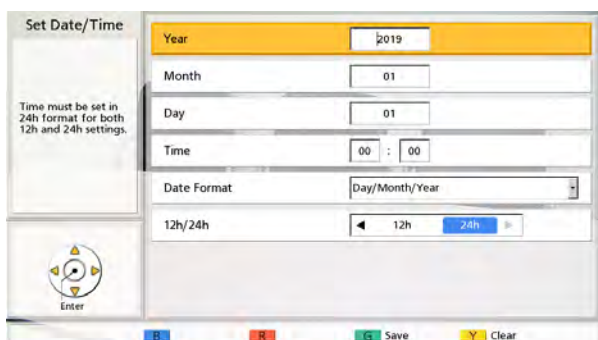 Set Date/Time
Time must be set in
24h format for both
12h and 24h settings.
Enter
Year 2019
Month 01
Day 01
Time 00 : 00
Date Format Day/Month/Year
12h/24h 12h 24h
B R G Save Y Clear